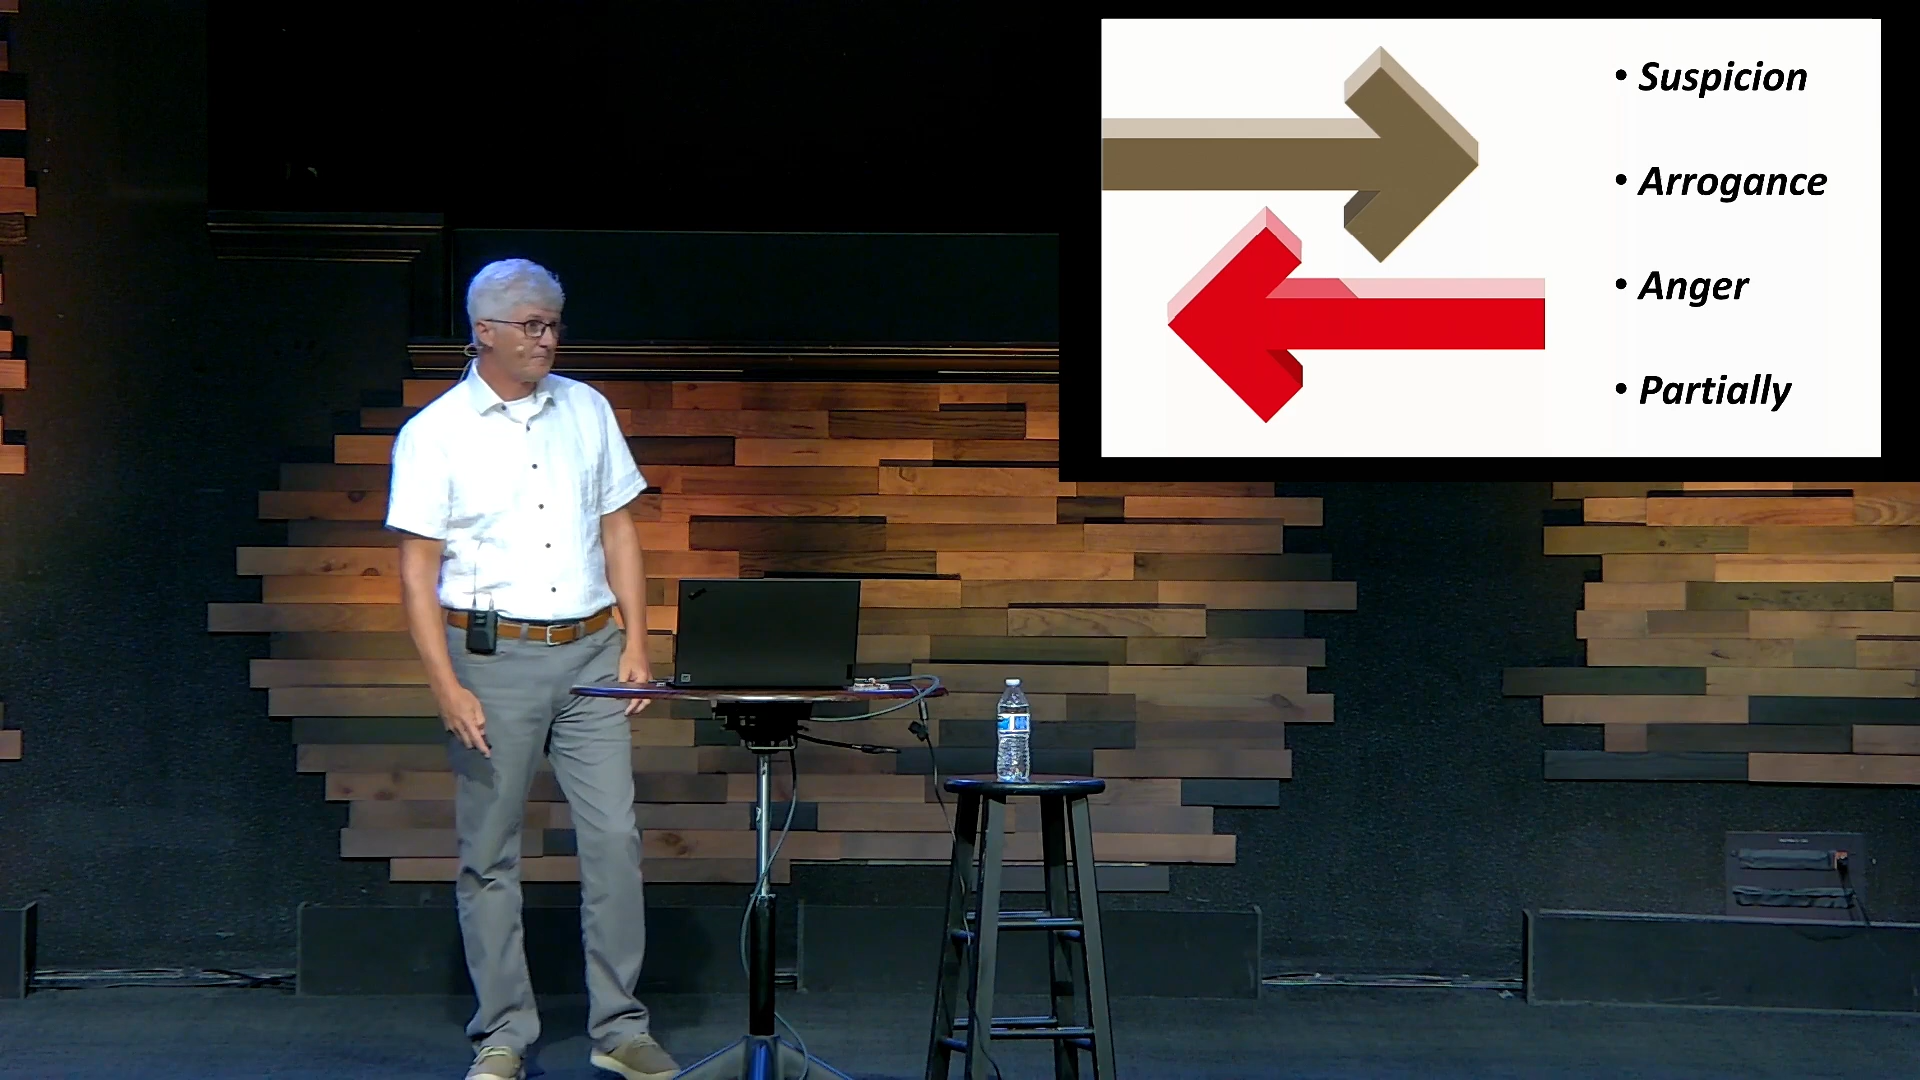 • Suspicion
• Arrogance
• Anger
• Partially